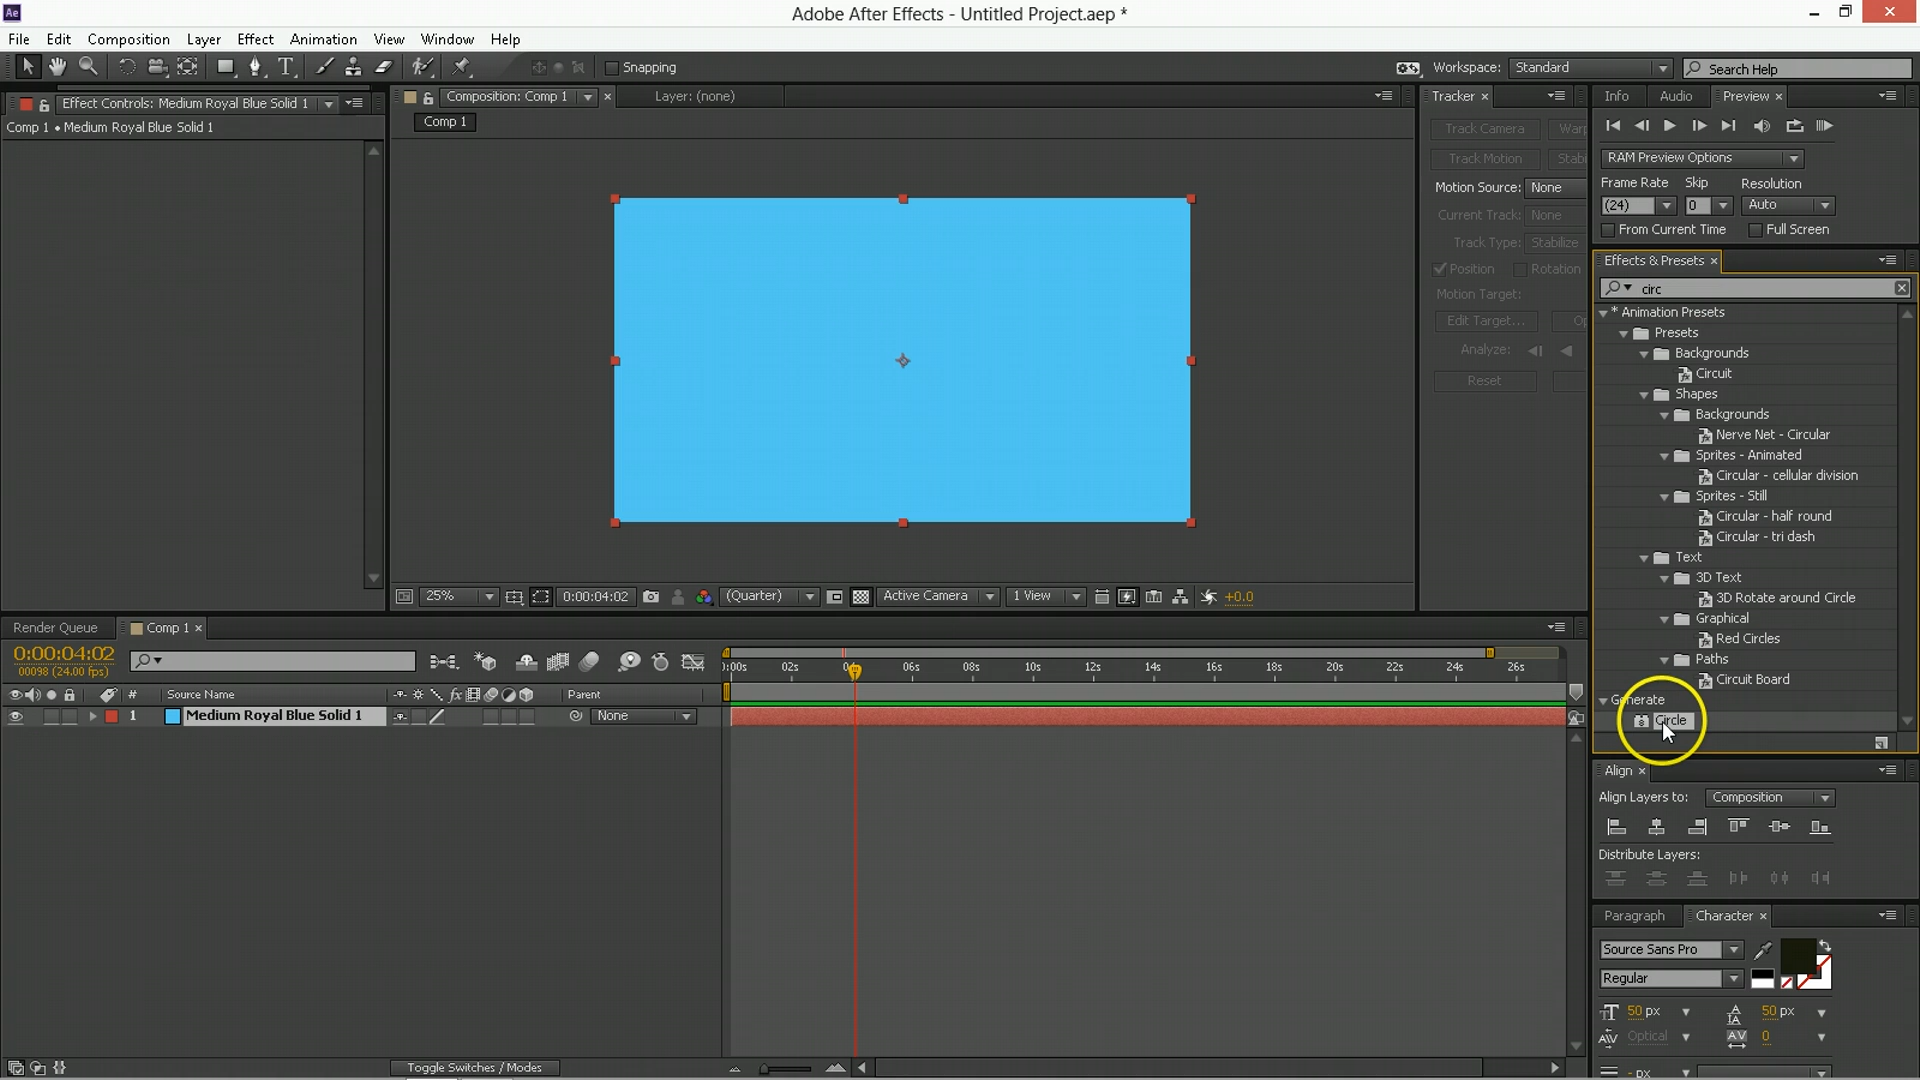 Ae
Adobe After Effects - Untitled Project.aep *
File Edit Composition Layer Effect Animation View Window Help
Snapping
Workspace: Standard
Search Help
Effect Controls: Medium Royal Blue Solid 1
Comp 1 • Medium Royal Blue Solid 1
Composition: Comp 1
Layer: (none)
Comp 1
25%
0:00:04:02
(Quarter)
Active Camera
1 View
+0.0
Tracker
Track Camera
Track Motion
Motion Source: None
Current Track: None
Track Type: Stabilize
Position Rotation
Motion Target:
Edit Target...
Analyze:
Reset
Info Audio Preview
RAM Preview Options
Frame Rate Skip Resolution
(24) 0 Auto
From Current Time Full Screen
Effects & Presets
circ
* Animation Presets
Presets
Backgrounds
Circuit
Shapes
Backgrounds
Nerve Net - Circular
Sprites - Animated
Circular - cellular division
Sprites - Still
Circular - half round
Circular - tri dash
Text
3D Text
3D Rotate around Circle
Graphical
Red Circles
Paths
Circuit Board
Generate
Circle
Align
Align Layers to: Composition
Distribute Layers:
Paragraph Character
Source Sans Pro
Regular
50 px 50 px
Optical 0
- px
Render Queue Comp 1
0:00:04:02
00098 (24.00 fps)
# Source Name
Parent
1 Medium Royal Blue Solid 1
None
):00s 02s 04s 06s 08s 10s 12s 14s 16s 18s 20s 22s 24s 26s
Toggle Switches / Modes